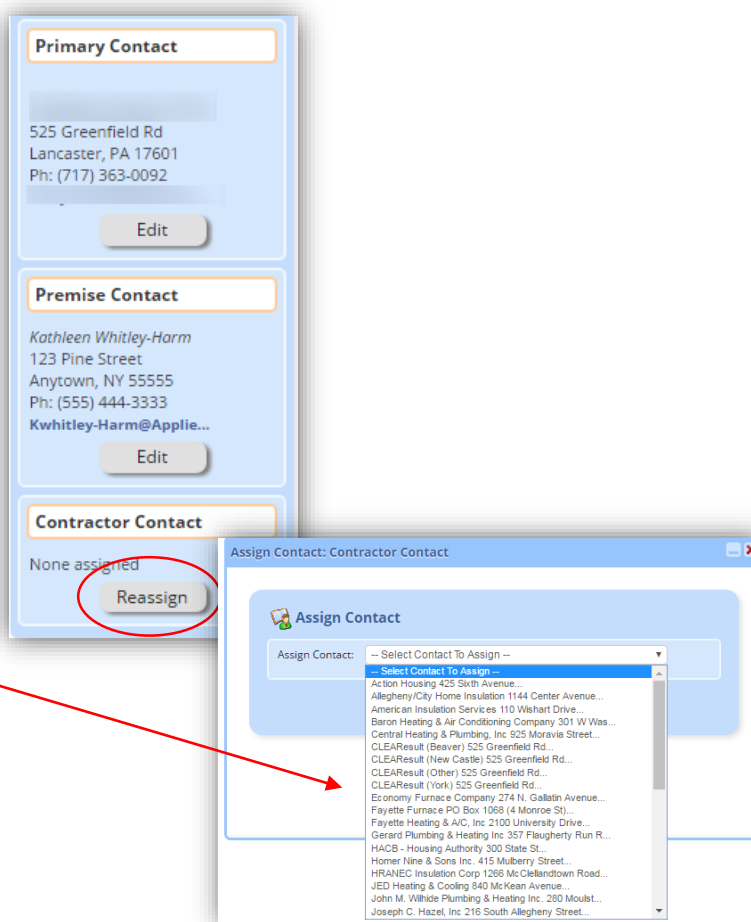 Primary Contact
525 Greenfield Rd
Lancaster, PA 17601
Ph: (717) 363-0092
Edit
Premise Contact
Kathleen Whitley-Harm
123 Pine Street
Anytown, NY 55555
Ph: (555) 444-3333
Kwhitley-Harm@Applie...
Edit
Contractor Contact
None assigned
Reassign
Assign Contact: Contractor Contact
Assign Contact
Assign Contact:
-- Select Contact To Assign --
-- Select Contact To Assign --
Action Housing 425 Sixth Avenue...
Allegheny/City Home Insulation 1144 Center Avenue...
American Insulation Services 110 Wishart Drive...
Baron Heating & Air Conditioning Company 301 W Was...
Central Heating & Plumbing, Inc 925 Moravia Street...
CLEAResult (Beaver) 525 Greenfield Rd...
CLEAResult (New Castle) 525 Greenfield Rd...
CLEAResult (Other) 525 Greenfield Rd...
CLEAResult (York) 525 Greenfield Rd...
Economy Furnace Company 274 N. Gallatin Avenue...
Fayette Furnace PO Box 1068 (4 Monroe St)...
Fayette Heating & A/C, Inc 2100 University Drive...
Gerard Plumbing & Heating Inc 357 Flaugherty Run R...
HACB - Housing Authority 300 State St...
Homer Nine & Sons Inc. 415 Mulberry Street...
HRANEC Insulation Corp 1266 McClellandtown Road...
JED Heating & Cooling 840 McKean Avenue...
John M. Wilhide Plumbing & Heating Inc. 280 Moulst...
Joseph C. Hazel, Inc 216 South Allegheny Street...